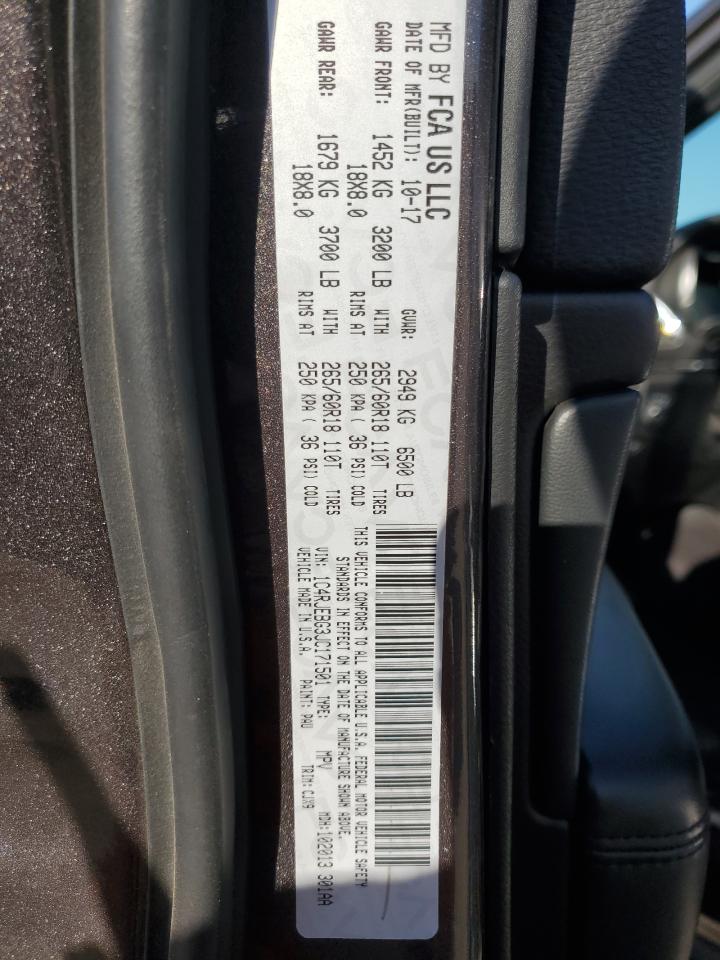 MFD BY FCA US LLC
DATE OF MFR(BUILT): 10-17 GVWR: 2949 KG 6500 LB
GAWR FRONT: 1452 KG 3200 LB WITH 265/60R18 110T TIRES
18X8.0 RIMS AT 250 KPA ( 36 PSI) COLD
GAWR REAR: 1679 KG 3700 LB WITH 265/60R18 110T TIRES
18X8.0 RIMS AT 250 KPA ( 36 PSI) COLD
THIS VEHICLE CONFORMS TO ALL APPLICABLE U.S.A. FEDERAL MOTOR VEHICLE SAFETY
STANDARDS IN EFFECT ON THE DATE OF MANUFACTURE SHOWN ABOVE.
VIN: 1C4RJEBG3JC171501 TYPE: MPV MDH:102013 301AA
VEHICLE MADE IN U.S.A. PAINT: PAU TRIM:CJX9